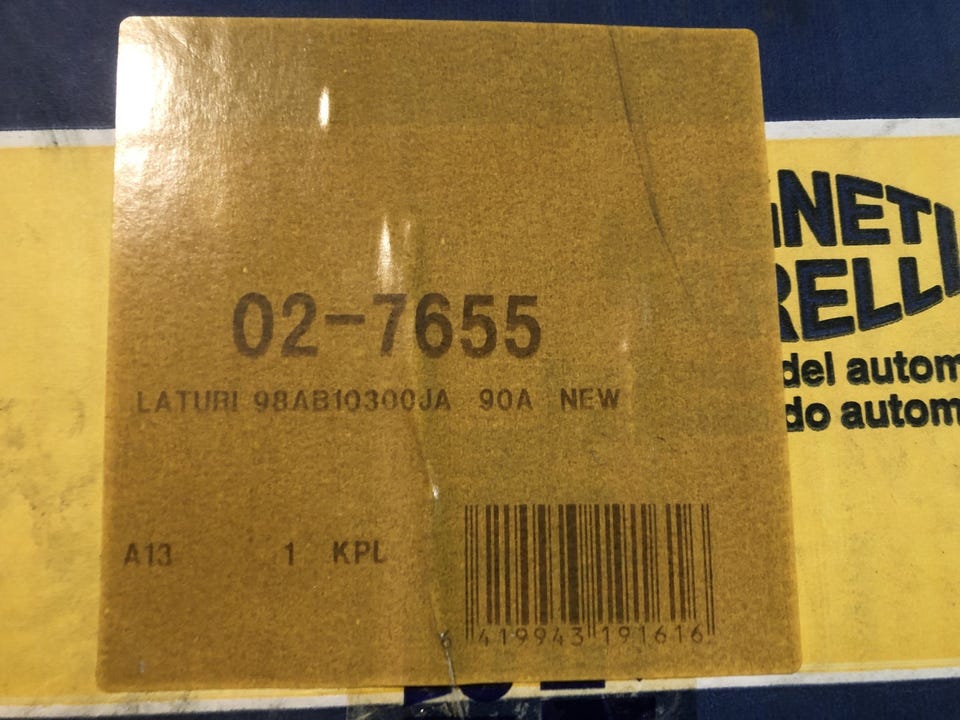 02-7655
LATURI 98AB10300JA 90A NEW
A13 1 KPL
6 419943 191616
NETI
RELLI
del autom
do autom